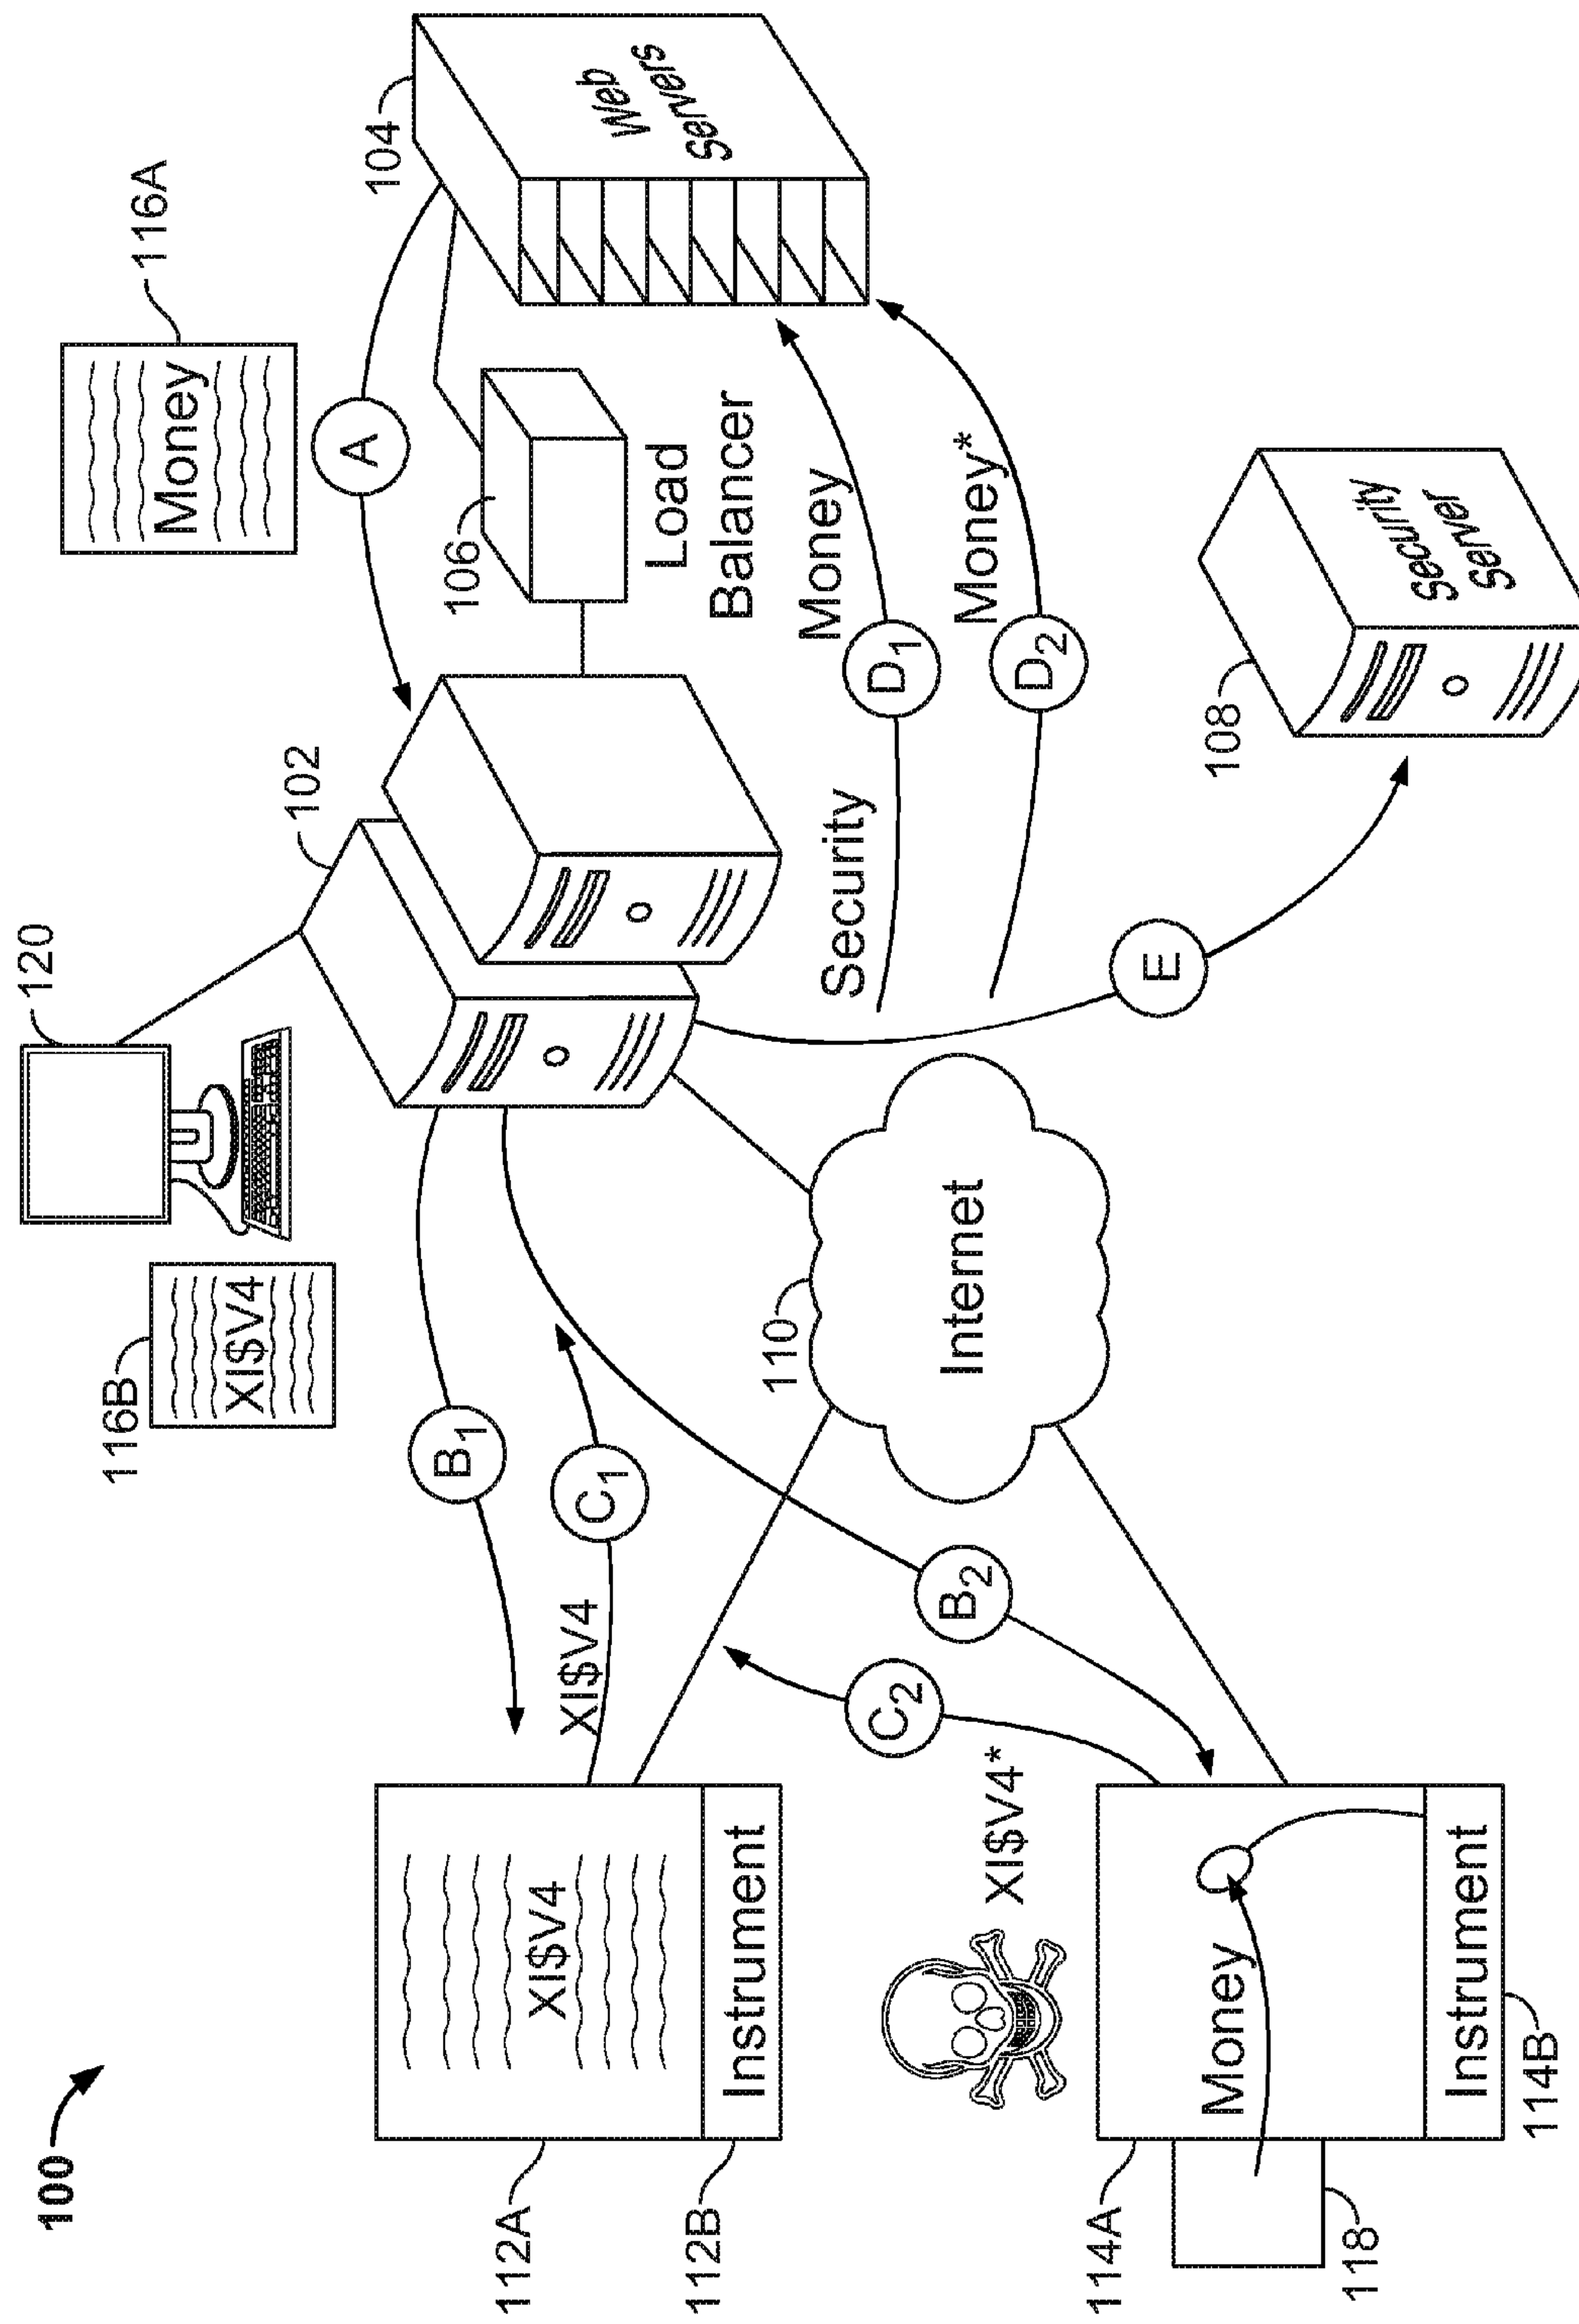 100
120
116B
XI$V4
116A
Money
A
102
104
Web
Servers
106
Load
Balancer
B1
C1
XI$V4
112A
XI$V4
112B
Instrument
110
Internet
Security
D1
Money
D2
Money*
B2
C2
XI$V4*
E
108
Security
Server
114A
Money
118
Instrument
114B